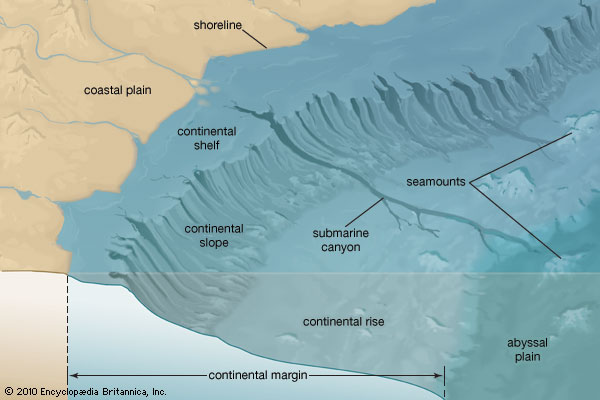 shoreline
coastal plain
continental
shelf
seamounts
continental
slope
submarine
canyon
continental rise
abyssal
plain
continental margin
© 2010 Encyclopædia Britannica, Inc.